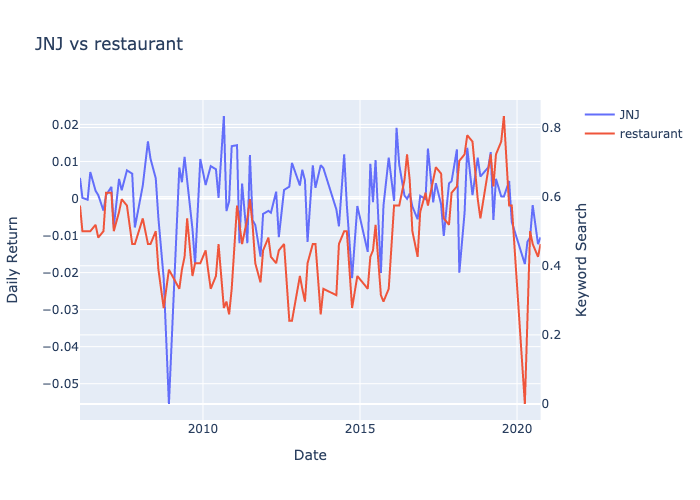 JNJ vs restaurant
JNJ
restaurant
0.02
0.01
0
−0.01
−0.02
−0.03
−0.04
−0.05
0.8
0.6
0.4
0.2
0
2010
2015
2020
Daily Return
Keyword Search
Date